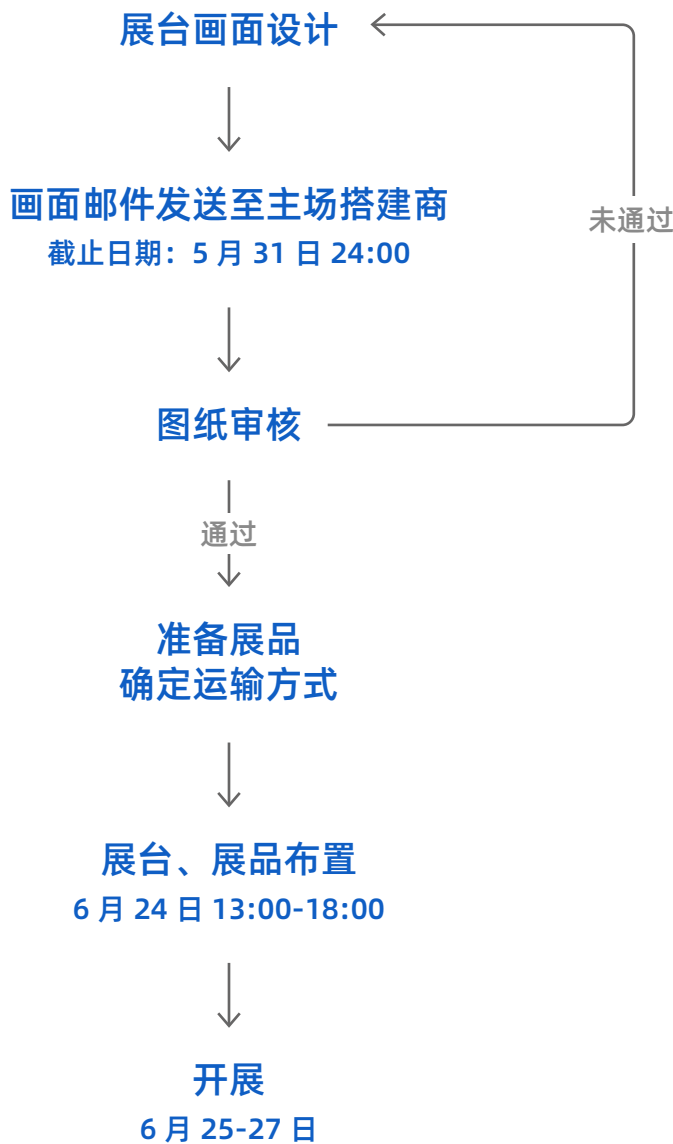 展台画面设计
画面邮件发送至主场搭建商
截止日期：5 月 31 日 24:00
未通过
图纸审核
通过
准备展品
确定运输方式
展台、展品布置
6 月 24 日 13:00-18:00
开展
6 月 25-27 日